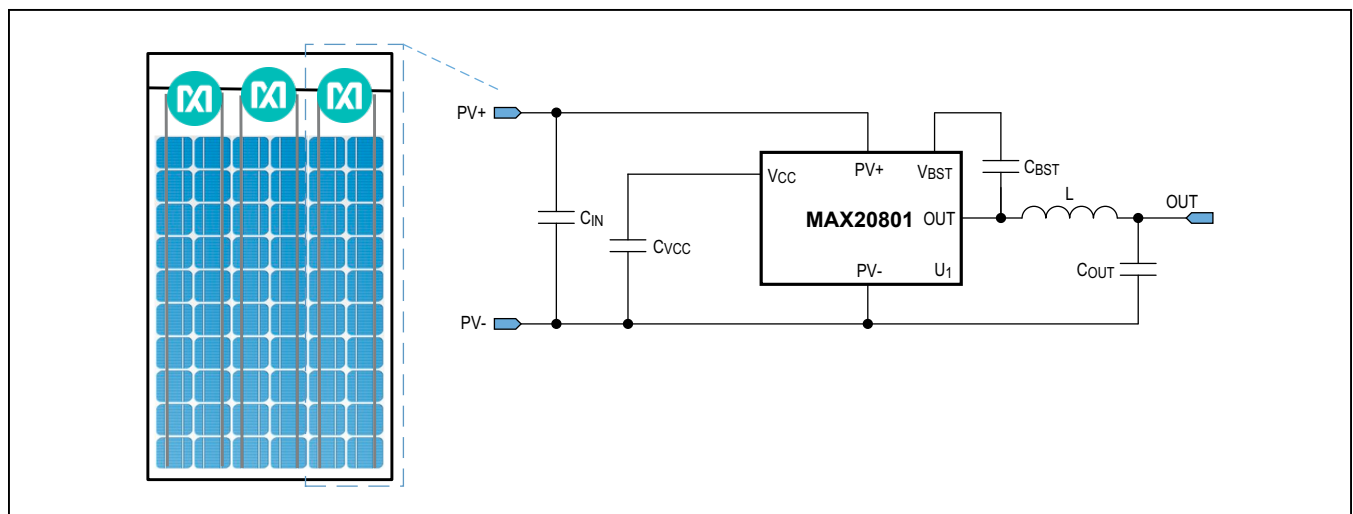 PV+
VCC
PV+
VBST
CBST
L
OUT
CIN
CVCC
MAX20801
OUT
COUT
PV-
U1
PV-